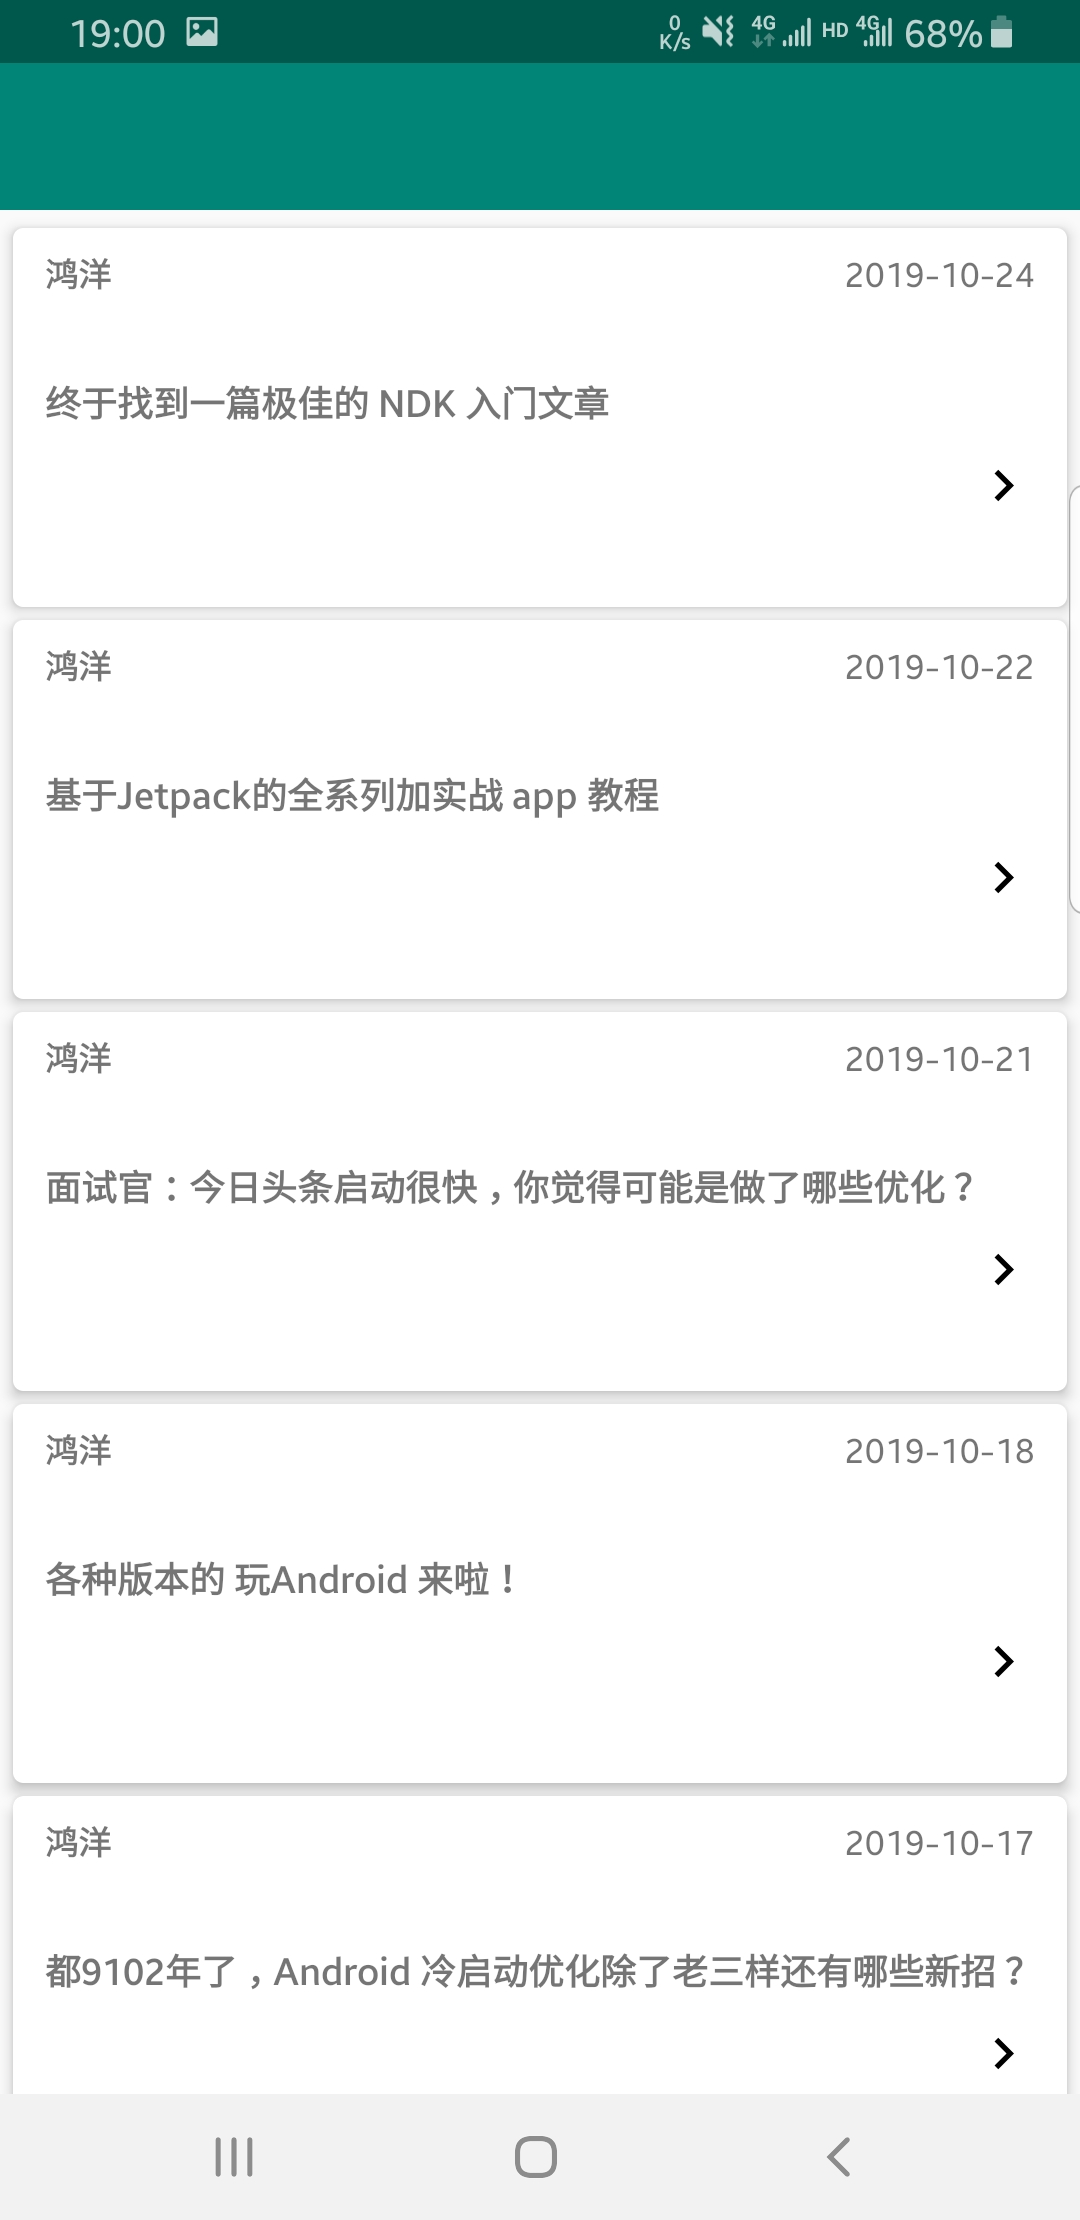 19:00 0 K/s 4G HD 4G 68%
鸿洋 2019-10-24
终于找到一篇极佳的 NDK 入门文章
鸿洋 2019-10-22
基于Jetpack的全系列加实战 app 教程
鸿洋 2019-10-21
面试官：今日头条启动很快，你觉得可能是做了哪些优化？
鸿洋 2019-10-18
各种版本的 玩Android 来啦！
鸿洋 2019-10-17
都9102年了，Android 冷启动优化除了老三样还有哪些新招？